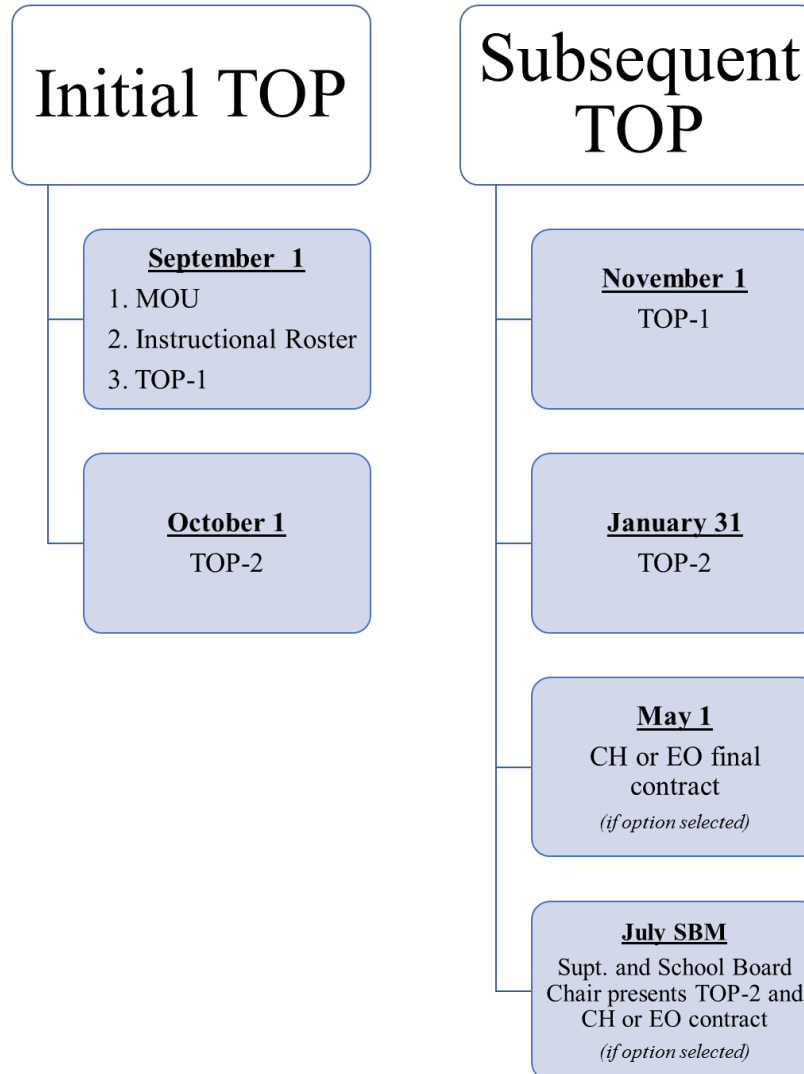 Initial TOP
September 1
1. MOU
2. Instructional Roster
3. TOP-1
October 1
TOP-2
Subsequent
TOP
November 1
TOP-1
January 31
TOP-2
May 1
CH or EO final
contract
(if option selected)
July SBM
Supt. and School Board
Chair presents TOP-2 and
CH or EO contract
(if option selected)